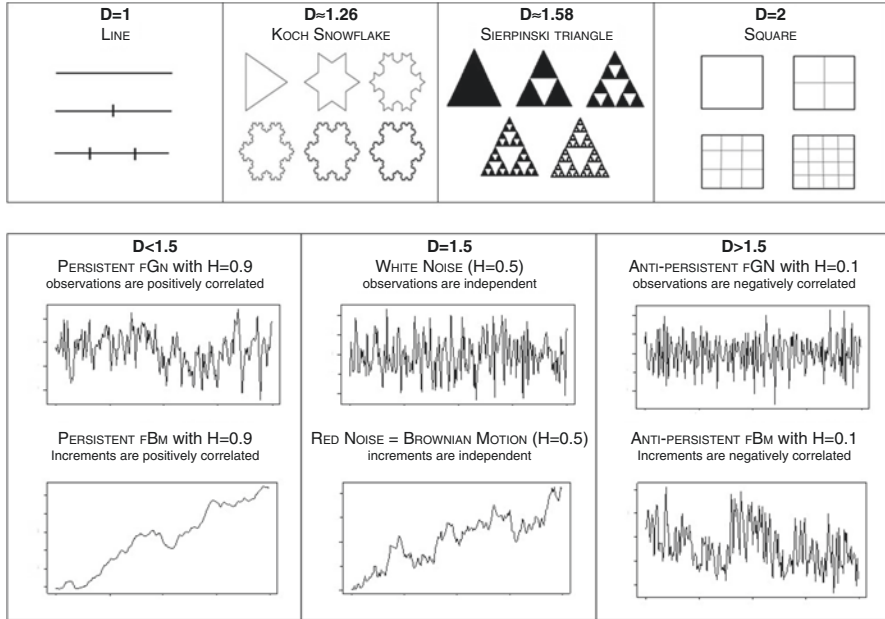 D=1
LINE
D≈1.26
KOCH SNOWFLAKE
D≈1.58
SIERPINSKI TRIANGLE
D=2
SQUARE
D<1.5
PERSISTENT FGN WITH H=0.9
observations are positively correlated
D=1.5
WHITE NOISE (H=0.5)
observations are independent
D>1.5
ANTI-PERSISTENT FGN WITH H=0.1
observations are negatively correlated
PERSISTENT FBM WITH H=0.9
Increments are positively correlated
RED NOISE = BROWNIAN MOTION (H=0.5)
increments are independent
ANTI-PERSISTENT FBM WITH H=0.1
Increments are negatively correlated